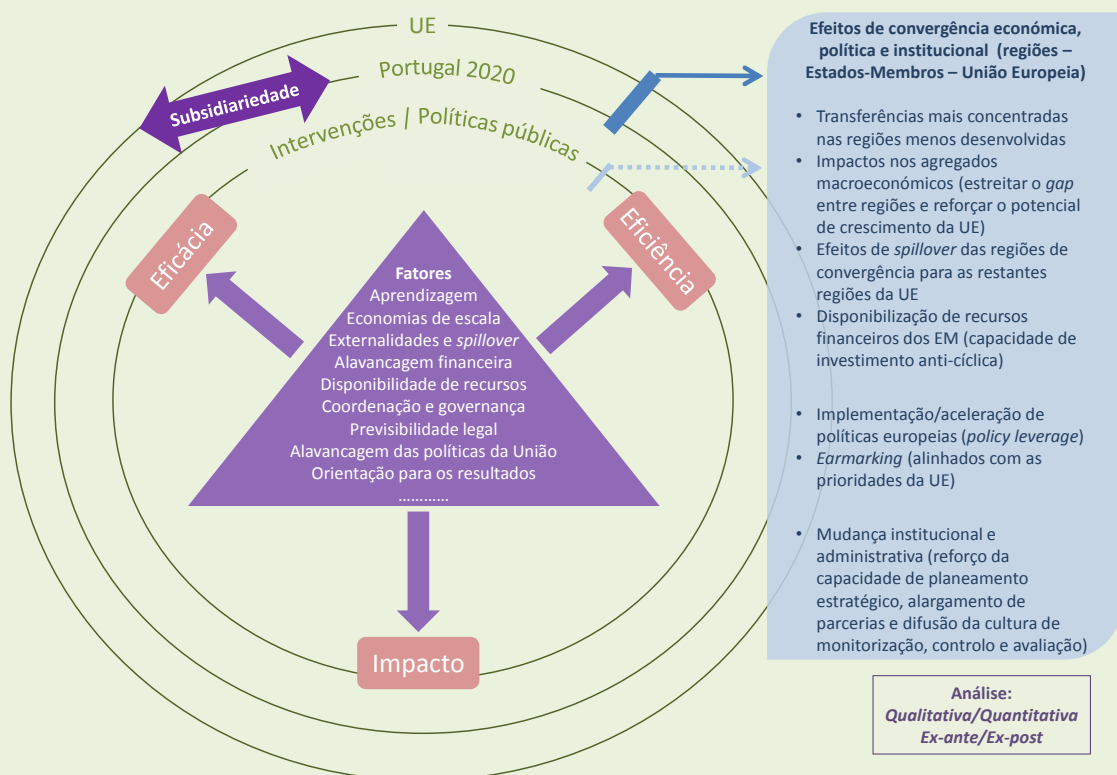 UE
Portugal 2020
Intervenções | Políticas públicas
Subsidiariedade
Eficácia
Eficiência
Fatores
Aprendizagem
Economias de escala
Externalidades e spillover
Alavancagem financeira
Disponibilidade de recursos
Coordenação e governança
Previsibilidade legal
Alavancagem das políticas da União
Orientação para os resultados
…………
Impacto
Efeitos de convergência económica,
política e institucional (regiões –
Estados-Membros – União Europeia)
• Transferências mais concentradas
nas regiões menos desenvolvidas
• Impactos nos agregados
macroeconómicos (estreitar o gap
entre regiões e reforçar o potencial
de crescimento da UE)
• Efeitos de spillover das regiões de
convergência para as restantes
regiões da UE
• Disponibilização de recursos
financeiros dos EM (capacidade de
investimento anti-cíclica)
• Implementação/aceleração de
políticas europeias (policy leverage)
• Earmarking (alinhados com as
prioridades da UE)
• Mudança institucional e
administrativa (reforço da
capacidade de planeamento
estratégico, alargamento de
parcerias e difusão da cultura de
monitorização, controlo e avaliação)
Análise:
Qualitativa/Quantitativa
Ex-ante/Ex-post